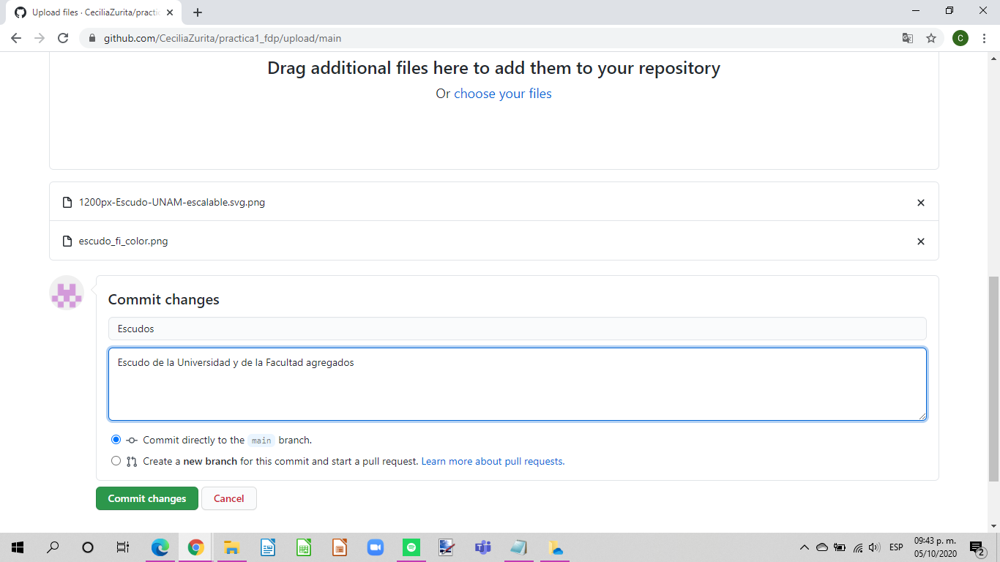 Upload files · CeciliaZurita/practic
github.com/CeciliaZurita/practica1_fdp/upload/main
C
Drag additional files here to add them to your repository
Or choose your files
1200px-Escudo-UNAM-escalable.svg.png
escudo_fi_color.png
Commit changes
Escudos
Escudo de la Universidad y de la Facultad agregados
Commit directly to the main branch.
Create a new branch for this commit and start a pull request. Learn more about pull requests.
Commit changes
Cancel
ESP
09:43 p. m.
05/10/2020
2